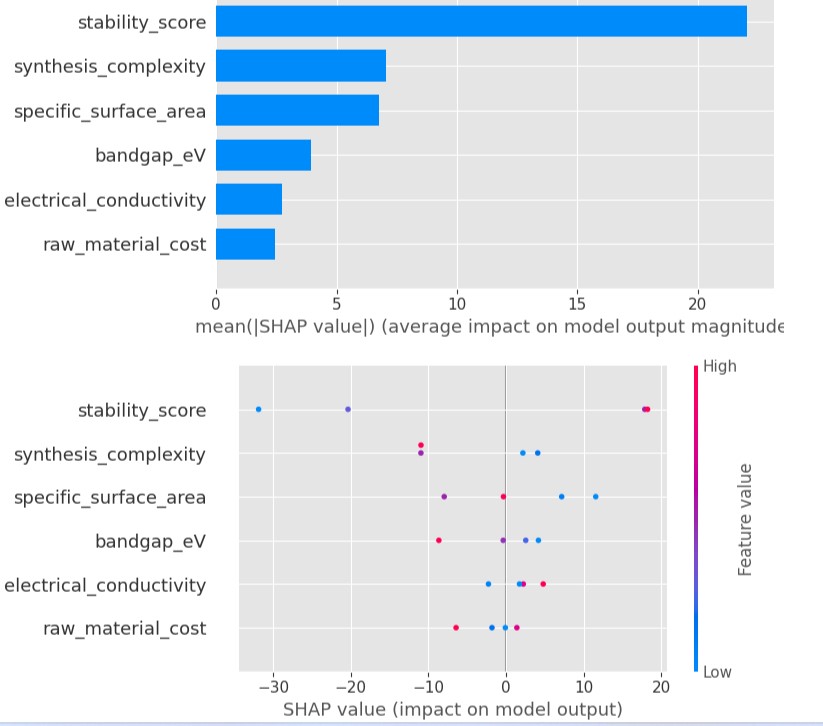 stability_score
synthesis_complexity
specific_surface_area
bandgap_eV
electrical_conductivity
raw_material_cost
0 5 10 15 20
mean(|SHAP value|) (average impact on model output magnitude
High
stability_score
synthesis_complexity
specific_surface_area
bandgap_eV
electrical_conductivity
raw_material_cost
Feature value
Low
−30 −20 −10 0 10 20
SHAP value (impact on model output)